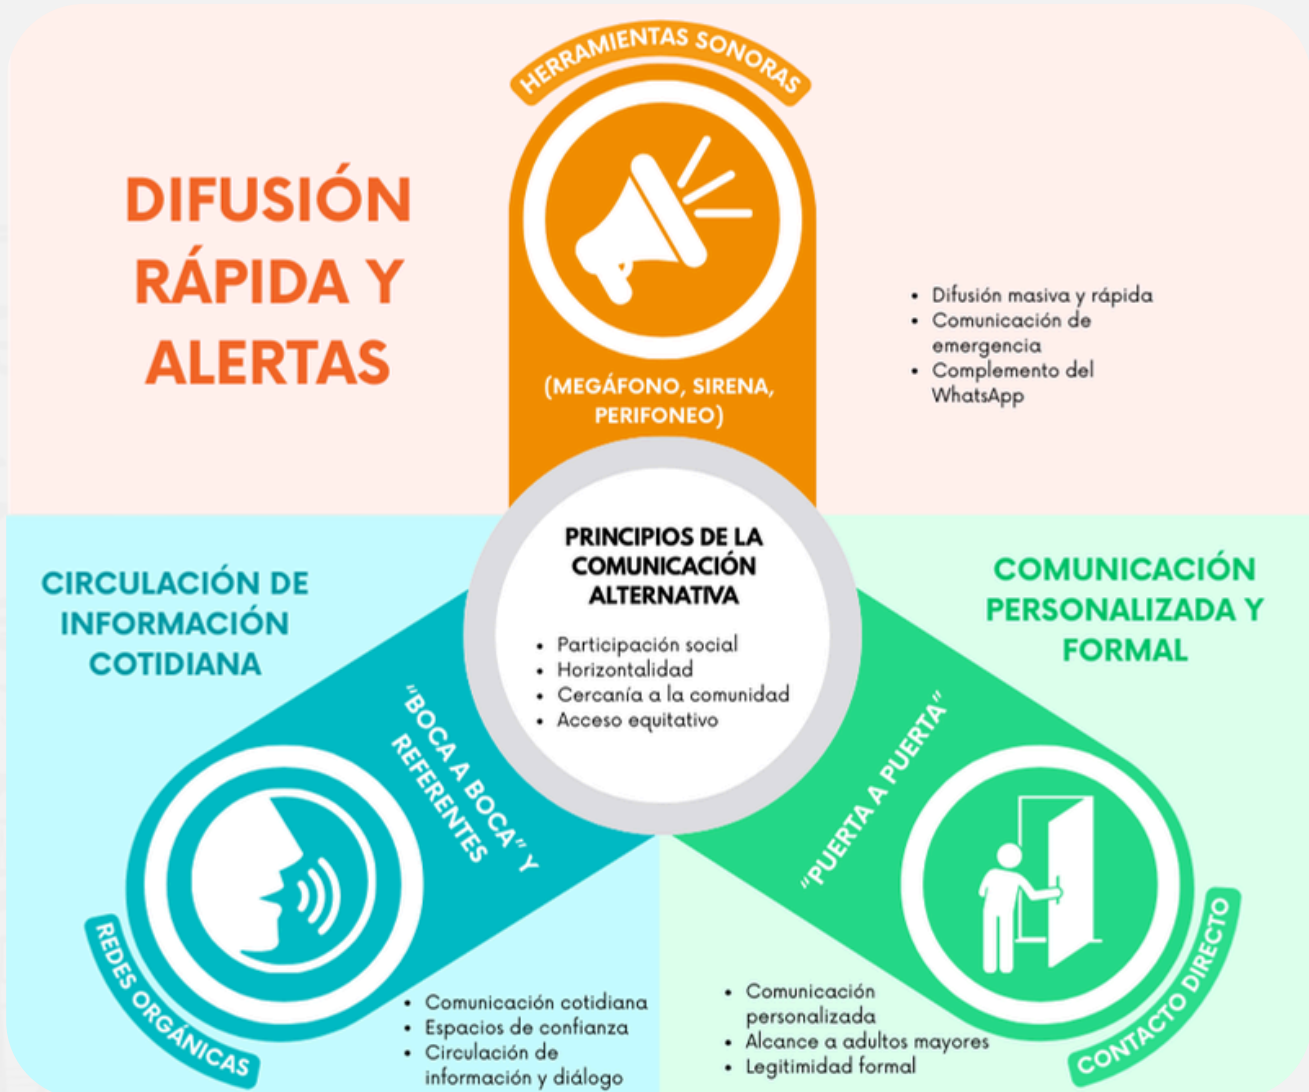 HERRAMIENTAS SONORAS
DIFUSIÓN
RÁPIDA Y
ALERTAS
(MEGÁFONO, SIRENA,
PERIFONEO)
• Difusión masiva y rápida
• Comunicación de
emergencia
• Complemento del
WhatsApp
PRINCIPIOS DE LA
COMUNICACIÓN
ALTERNATIVA
• Participación social
• Horizontalidad
• Cercanía a la comunidad
• Acceso equitativo
CIRCULACIÓN DE
INFORMACIÓN
COTIDIANA
"BOCA A BOCA" Y
REFERENTES
REDES ORGÁNICAS
• Comunicación cotidiana
• Espacios de confianza
• Circulación de
información y diálogo
COMUNICACIÓN
PERSONALIZADA Y
FORMAL
"PUERTA A PUERTA"
CONTACTO DIRECTO
• Comunicación
personalizada
• Alcance a adultos mayores
• Legitimidad formal